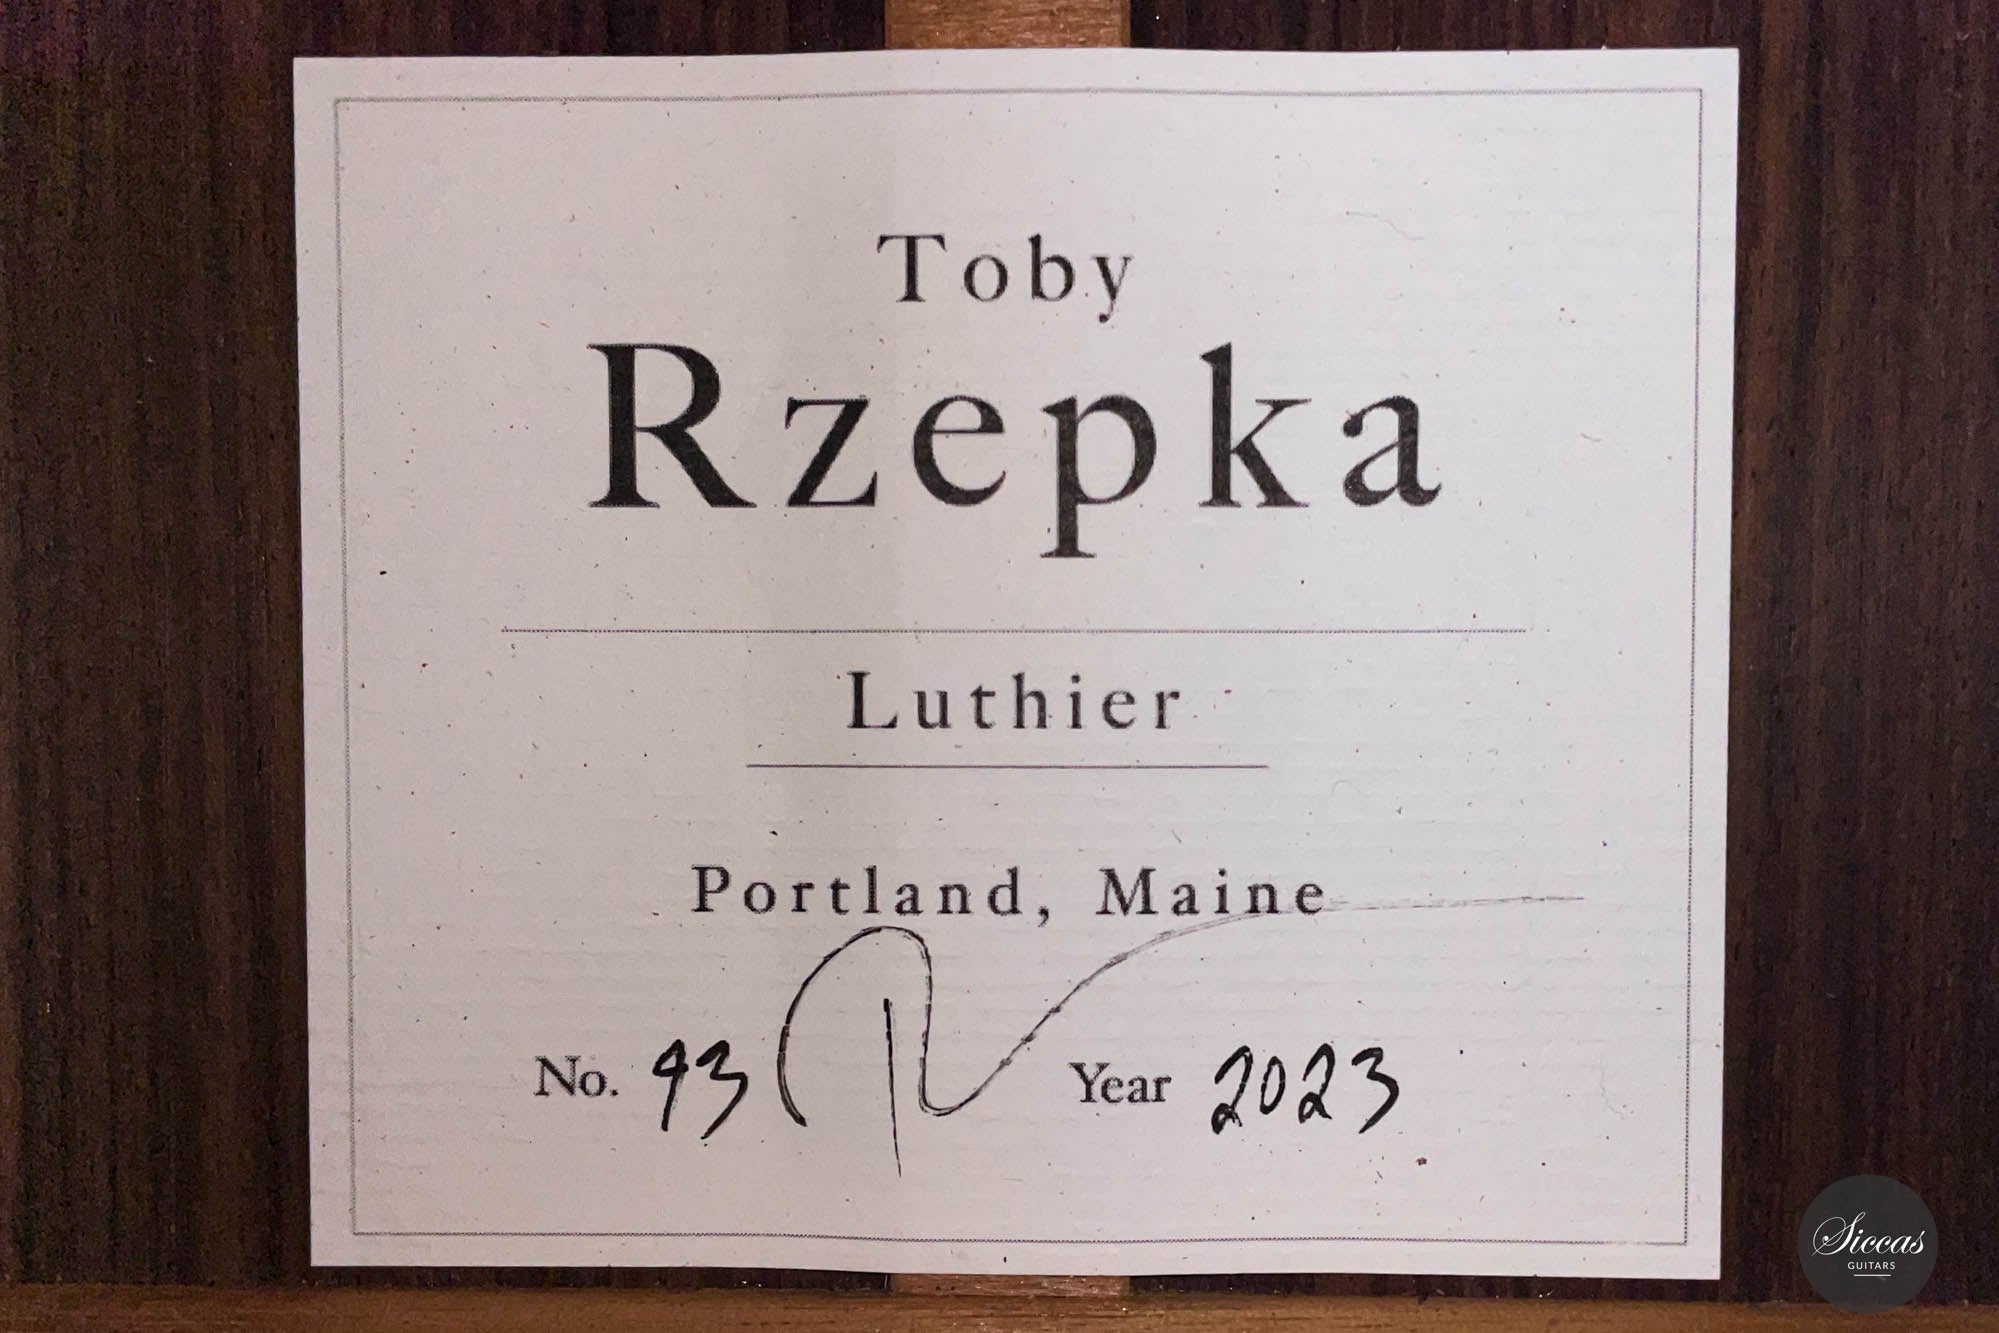 Toby
Rzepka
Luthier
Portland, Maine
No. 93 Year 2023
Siccas
GUITARS